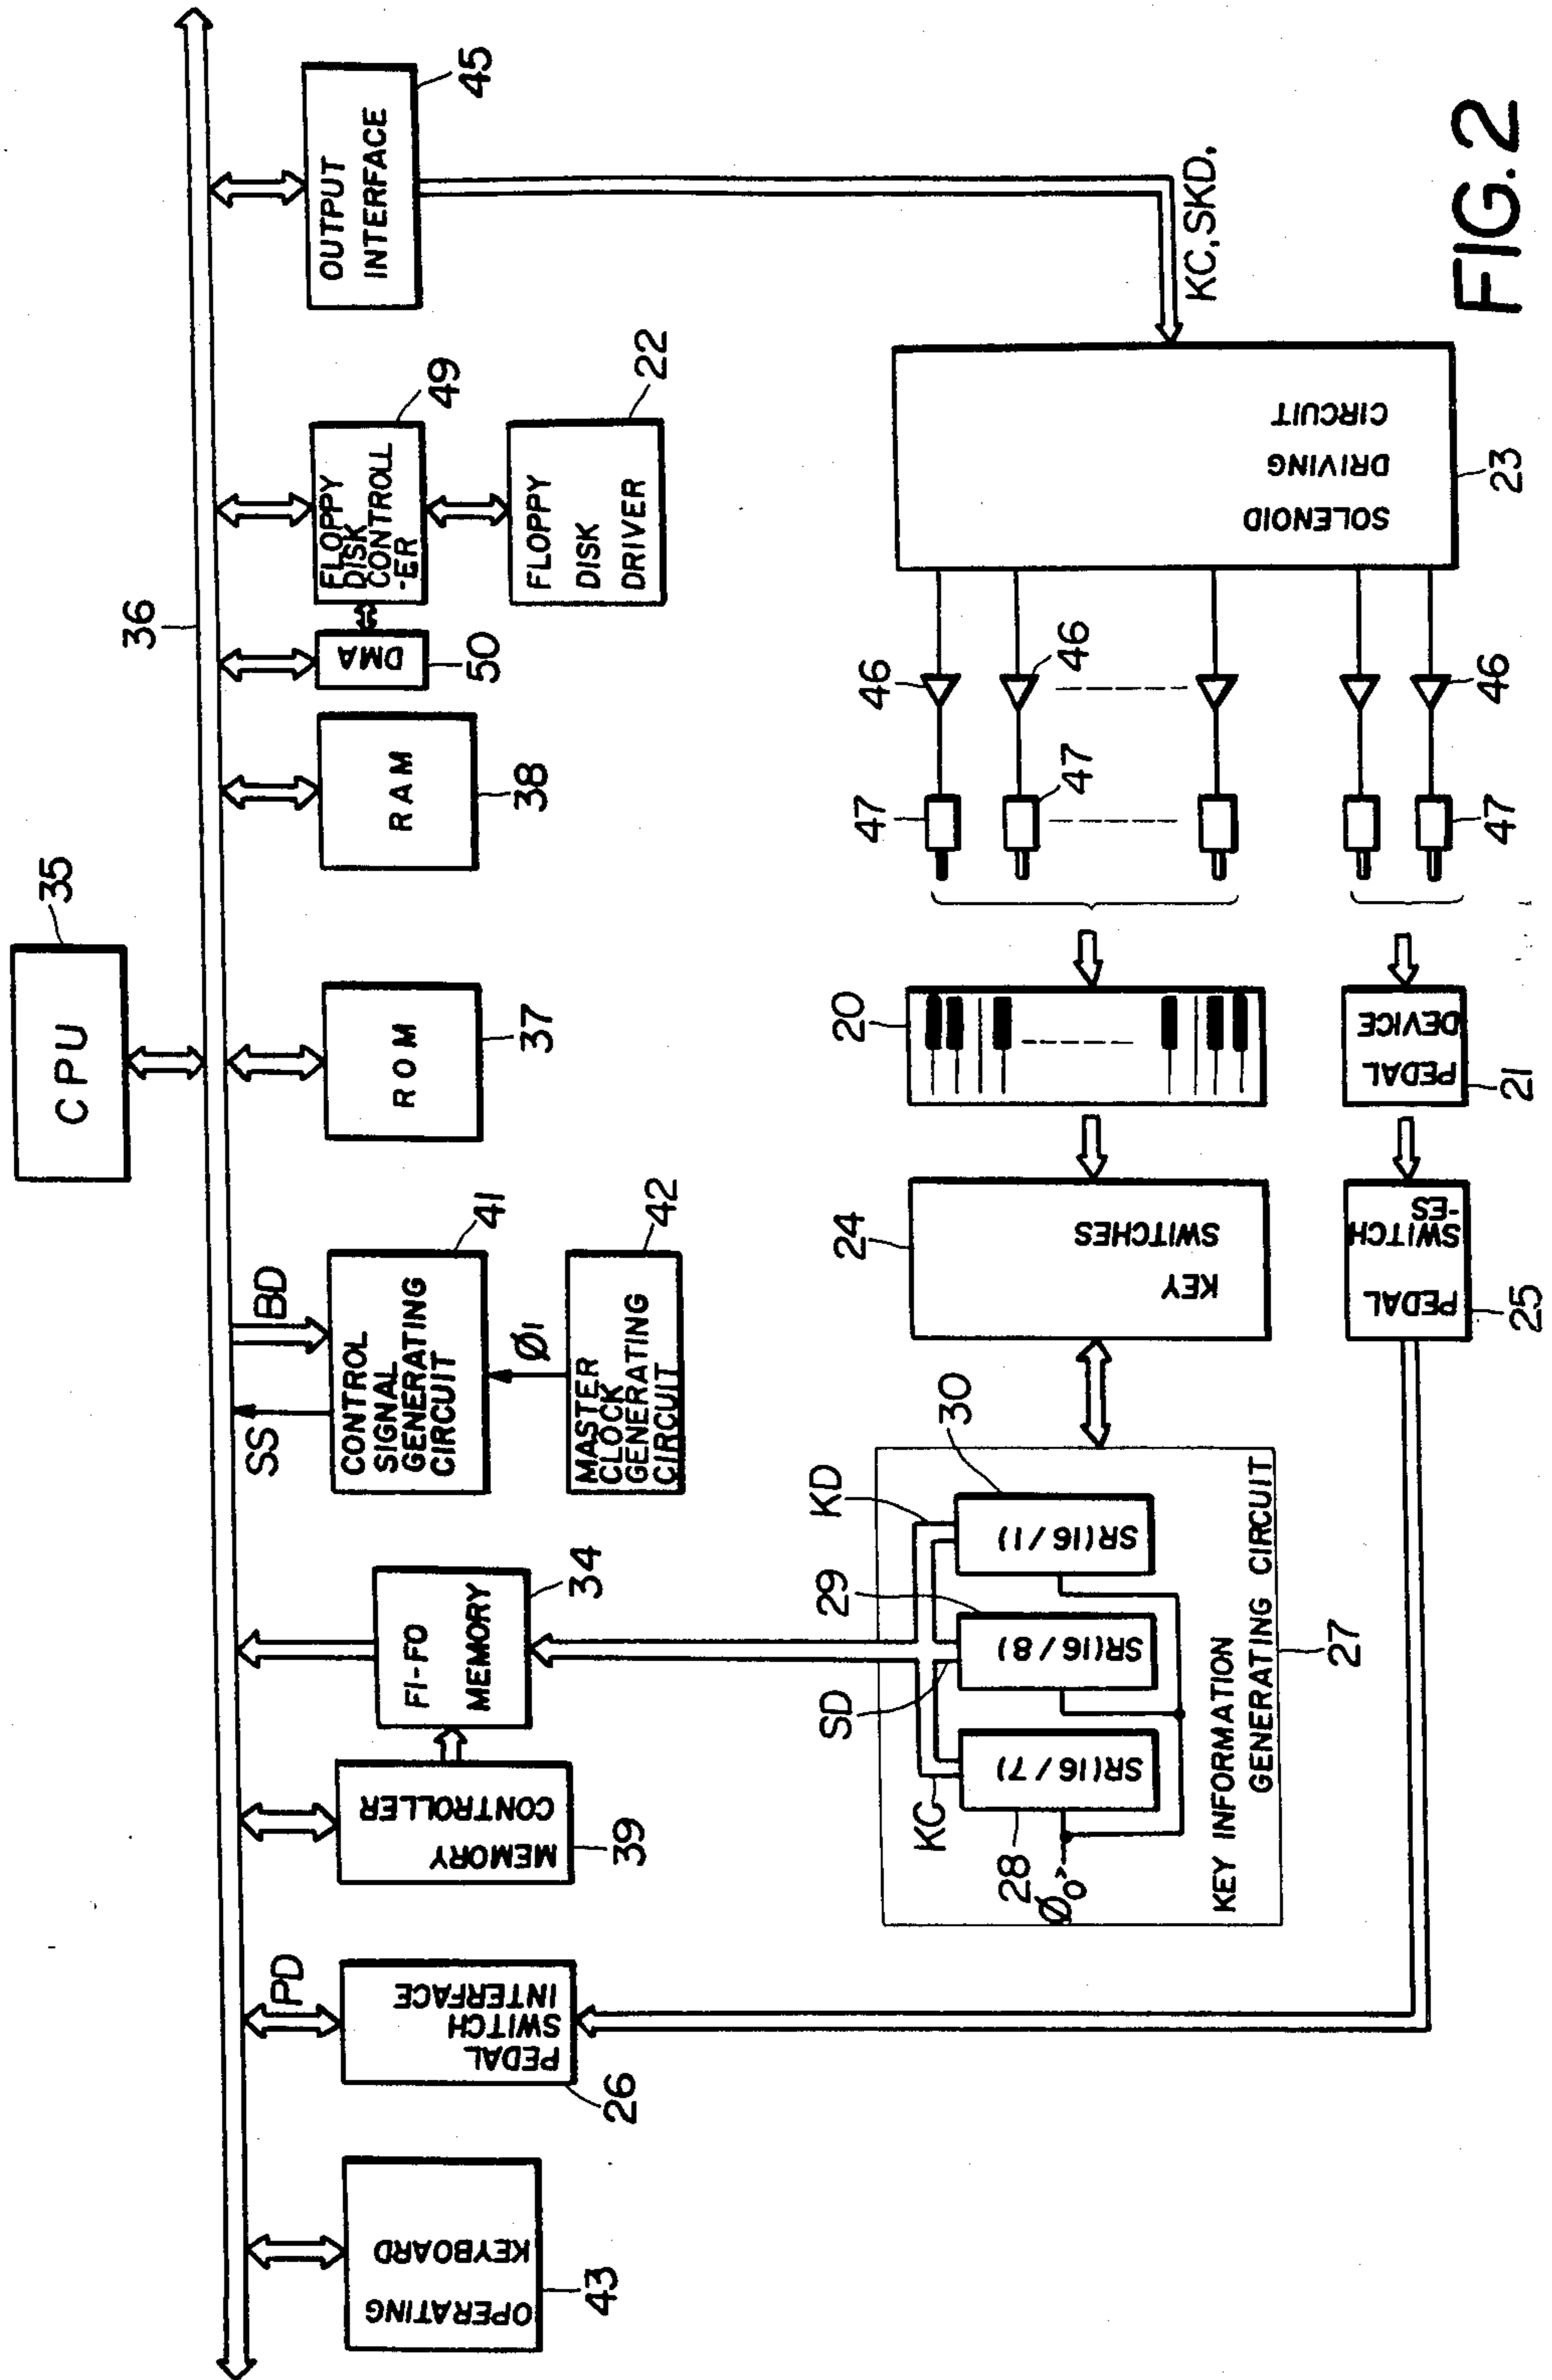 CPU
35
36
OPERATING
KEYBOARD
43
PD
PEDAL
SWITCH
INTERFACE
26
MEMORY
CONTROLLER
39
FI-FO
MEMORY
34
SS
BD
CONTROL
SIGNAL
GENERATING
CIRCUIT
41
Ø1
MASTER
CLOCK
GENERATING
CIRCUIT
42
ROM
37
RAM
38
DMA
50
FLOPPY
DISK
CONTROLL
-ER
49
FLOPPY
DISK
DRIVER
22
OUTPUT
INTERFACE
45
KC
SD
KD
28
29
30
SR(16/7)
SR(16/8)
SR(16/1)
Ø0
KEY INFORMATION
GENERATING CIRCUIT
27
KEY
SWITCHES
24
20
47
47
47
46
46
46
SOLENOID
DRIVING
CIRCUIT
23
KC,SKD,
PEDAL
SWITCH
-ES
25
PEDAL
DEVICE
21
FIG.2